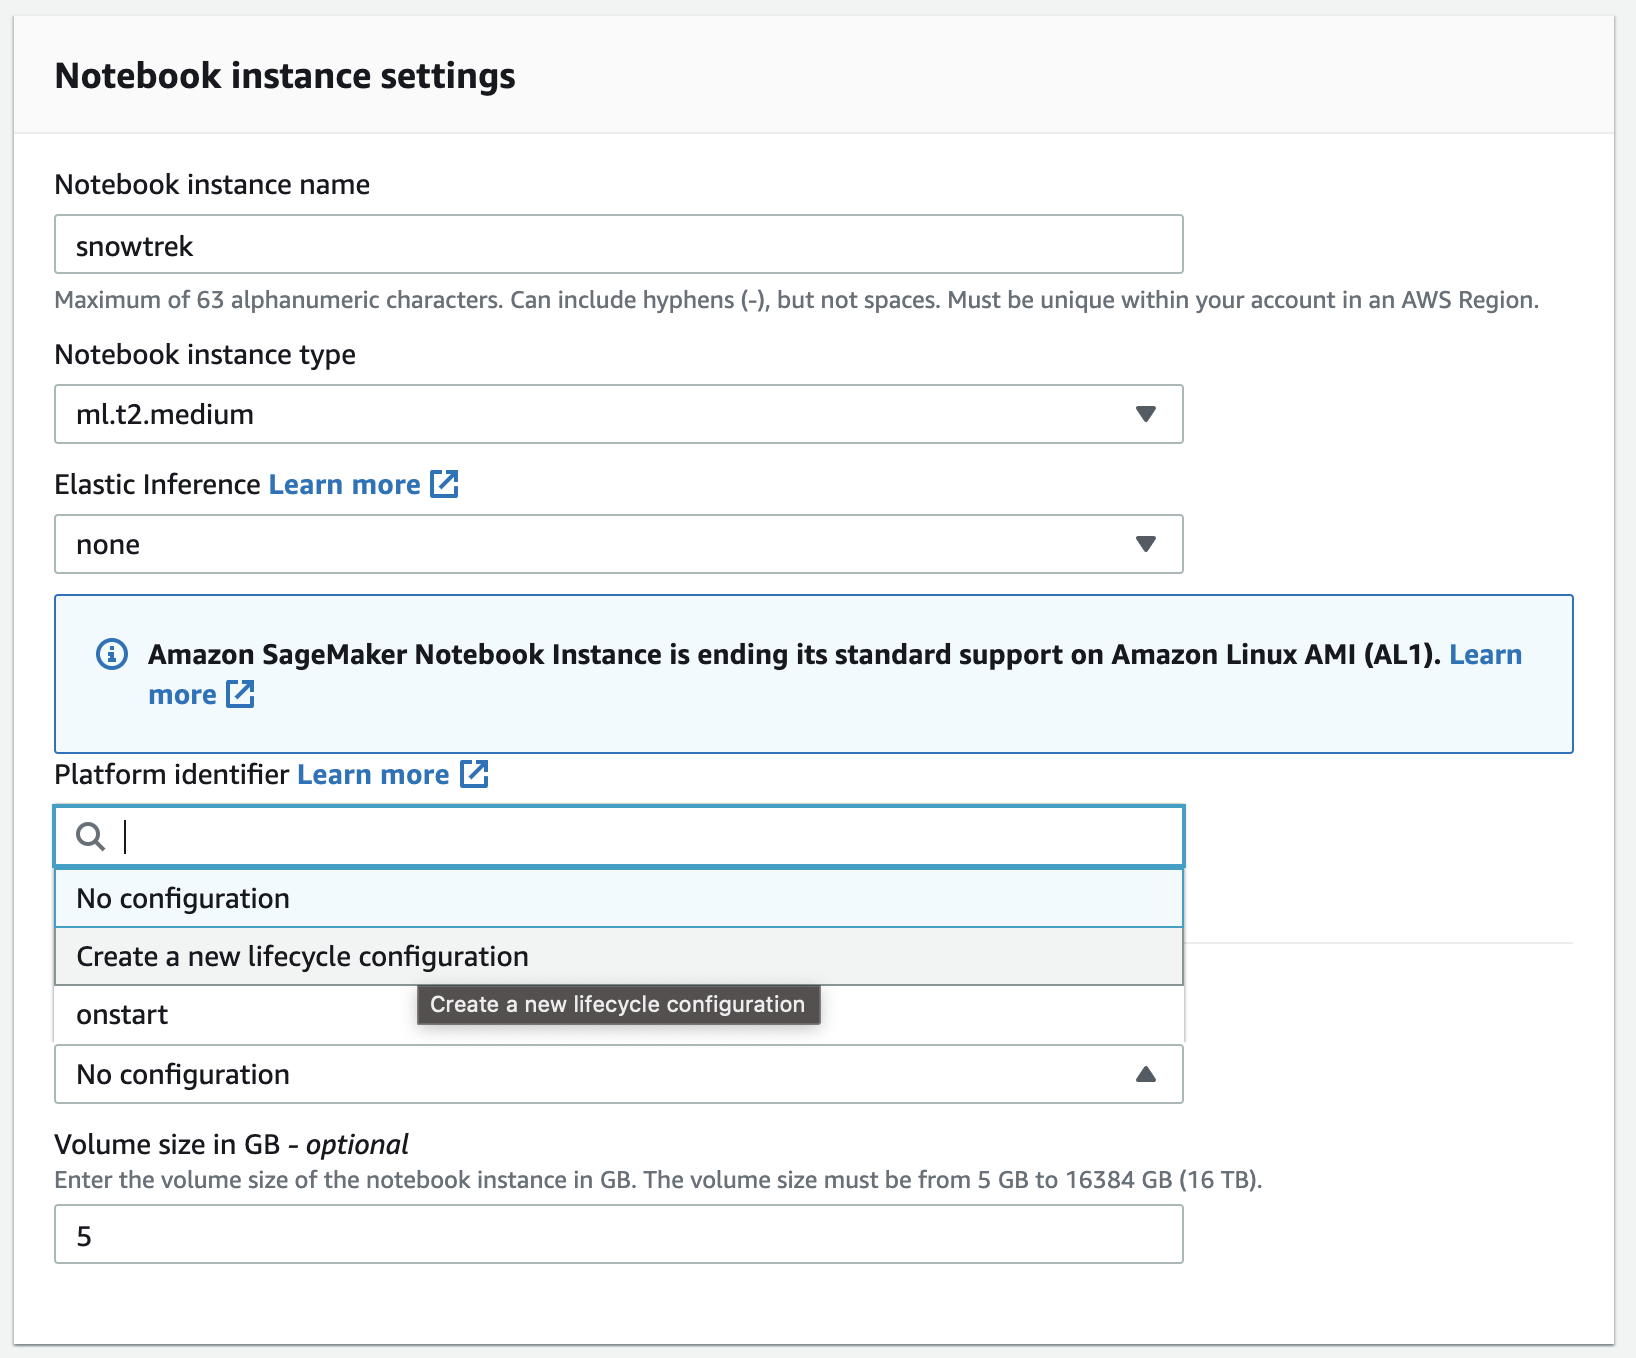 Notebook instance settings
Notebook instance name
snowtrek
Maximum of 63 alphanumeric characters. Can include hyphens (-), but not spaces. Must be unique within your account in an AWS Region.
Notebook instance type
ml.t2.medium
Elastic Inference Learn more
none
Amazon SageMaker Notebook Instance is ending its standard support on Amazon Linux AMI (AL1). Learn
more
Platform identifier Learn more
No configuration
Create a new lifecycle configuration
Create a new lifecycle configuration
onstart
No configuration
Volume size in GB - optional
Enter the volume size of the notebook instance in GB. The volume size must be from 5 GB to 16384 GB (16 TB).
5